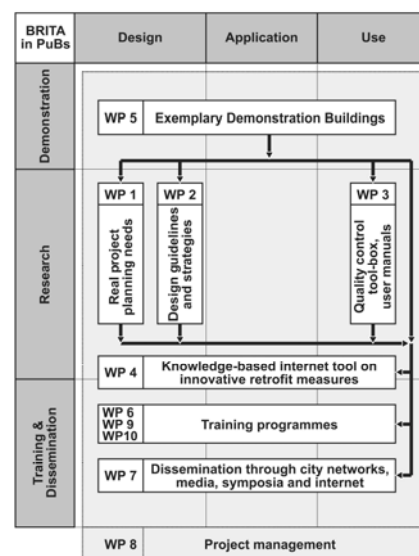 BRITA
in PuBs
Design
Application
Use
Demonstration
WP 5
Exemplary Demonstration Buildings
Research
WP 1
Real project
planning needs
WP 2
Design guidelines
and strategies
WP 3
Quality control
tool-box,
user manuals
WP 4
Knowledge-based internet tool on
innovative retrofit measures
Training &
Dissemination
WP 6
WP 9
WP10
Training programmes
WP 7
Dissemination through city networks,
media, symposia and internet
WP 8
Project management